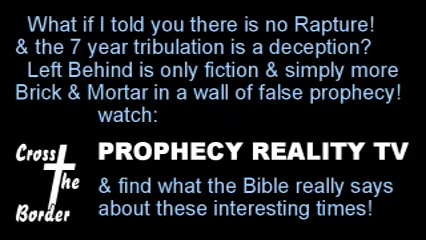 What if I told you there is no Rapture!
& the 7 year tribulation is a deception?
Left Behind is only fiction & simply more
Brick & Mortar in a wall of false prophecy!
watch:
Cross
the
Border
PROPHECY REALITY TV
& find what the Bible really says
about these interesting times!